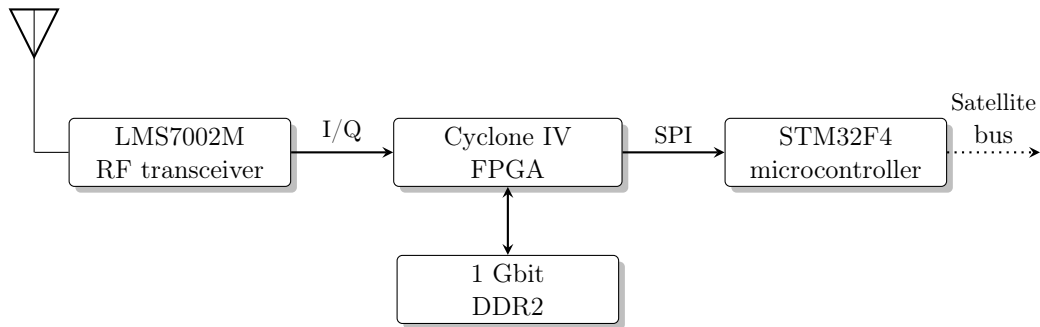 Satellite
bus
LMS7002M
RF transceiver
I/Q
Cyclone IV
FPGA
SPI
STM32F4
microcontroller
1 Gbit
DDR2